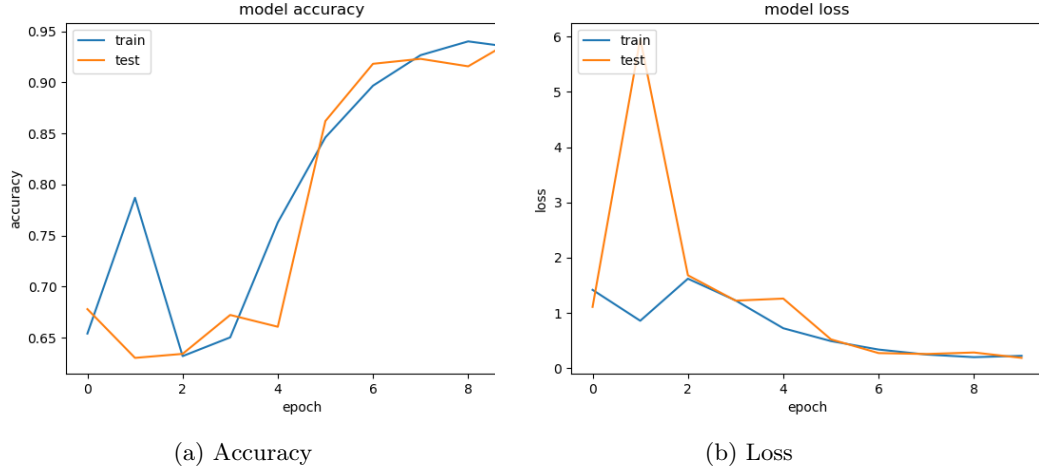 model accuracy
train
test
0.95
0.90
0.85
0.80
0.75
0.70
0.65
accuracy
0 2 4 6 8
epoch
(a) Accuracy
model loss
train
test
6
5
4
3
2
1
0
loss
0 2 4 6 8
epoch
(b) Loss